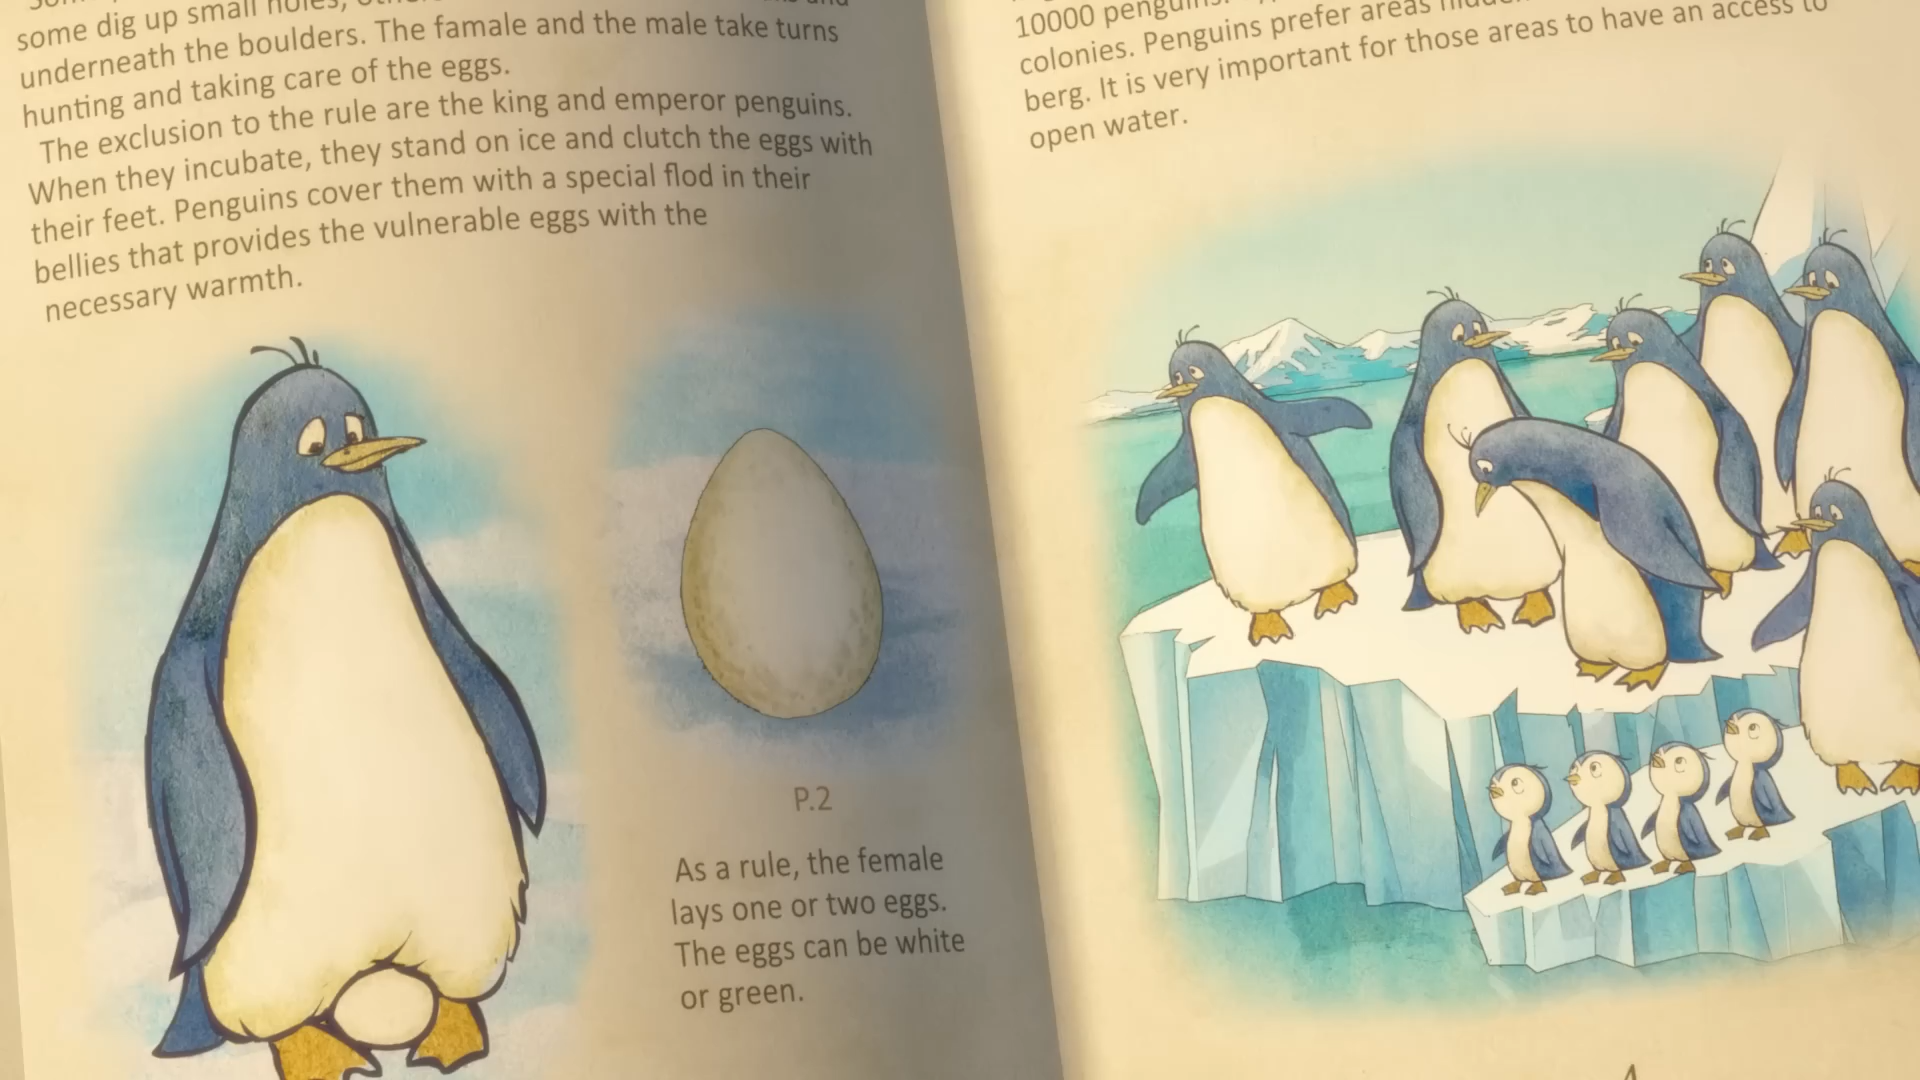 some dig up small holes,
underneath the boulders. The famale and the male take turns
hunting and taking care of the eggs.
The exclusion to the rule are the king and emperor penguins.
When they incubate, they stand on ice and clutch the eggs with
their feet. Penguins cover them with a special flod in their
bellies that provides the vulnerable eggs with the
necessary warmth.
P.2
As a rule, the female
lays one or two eggs.
The eggs can be white
or green.
10000 penguins.
colonies. Penguins prefer areas
berg. It is very important for those areas to have an access to
open water.